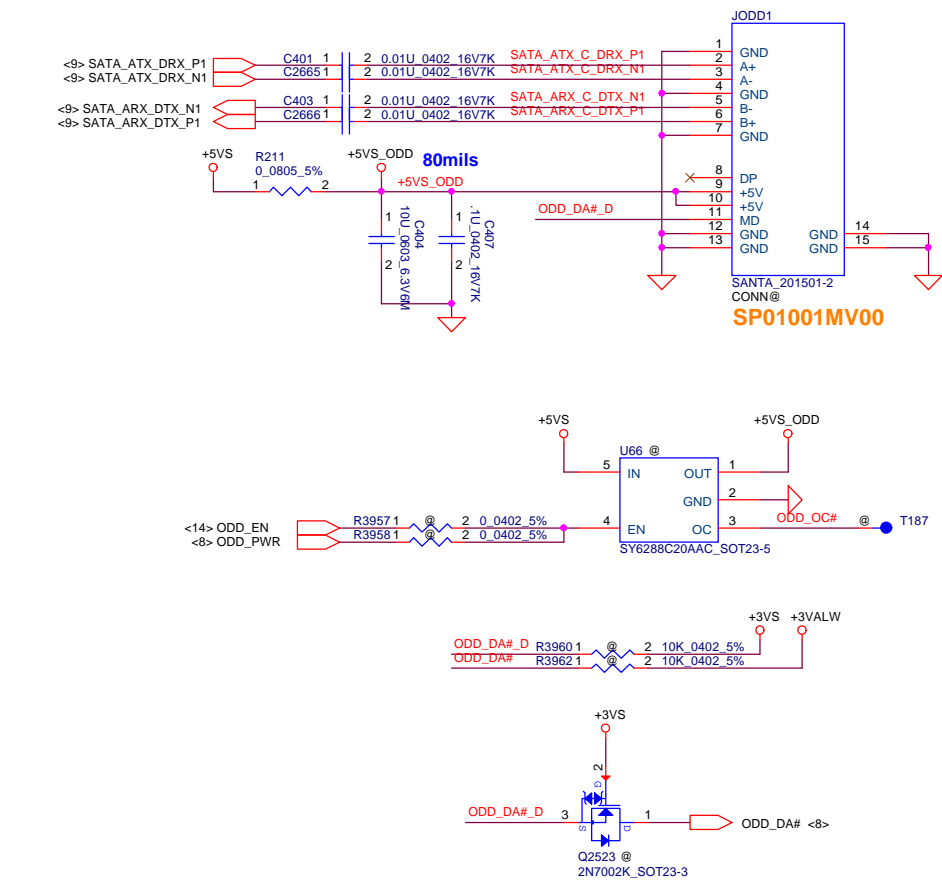 JODD1
<9> SATA_ATX_DRX_P1 C401 1 2 0.01U_0402_16V7K SATA_ATX_C_DRX_P1
<9> SATA_ATX_DRX_N1 C2665 1 2 0.01U_0402_16V7K SATA_ATX_C_DRX_N1
<9> SATA_ARX_DTX_N1 C403 1 2 0.01U_0402_16V7K SATA_ARX_C_DTX_N1
<9> SATA_ARX_DTX_P1 C2666 1 2 0.01U_0402_16V7K SATA_ARX_C_DTX_P1
1 GND
2 A+
3 A-
4 GND
5 B-
6 B+
7 GND
8 DP
9 +5V
10 +5V
11 MD
12 GND
13 GND
GND 14
GND 15
+5VS
R211
0_0805_5%
1 2
+5VS_ODD
80mils
+5VS_ODD
ODD_DA#_D
1
2
C404
10U_0603_6.3V6M
1
2
C407
.1U_0402_16V7K
SANTA_201501-2
CONN@
SP01001MV00
+5VS
+5VS_ODD
U66 @
5 IN OUT 1
GND 2
4 EN OC 3
ODD_OC# @ T187
<14> ODD_EN R3957 1 @ 2 0_0402_5%
<8> ODD_PWR R3958 1 @ 2 0_0402_5%
SY6288C20AAC_SOT23-5
+3VS +3VALW
ODD_DA#_D R3960 1 @ 2 10K_0402_5%
ODD_DA# R3962 1 @ 2 10K_0402_5%
+3VS
2
G
ODD_DA#_D 3 S D 1 ODD_DA# <8>
Q2523 @
2N7002K_SOT23-3